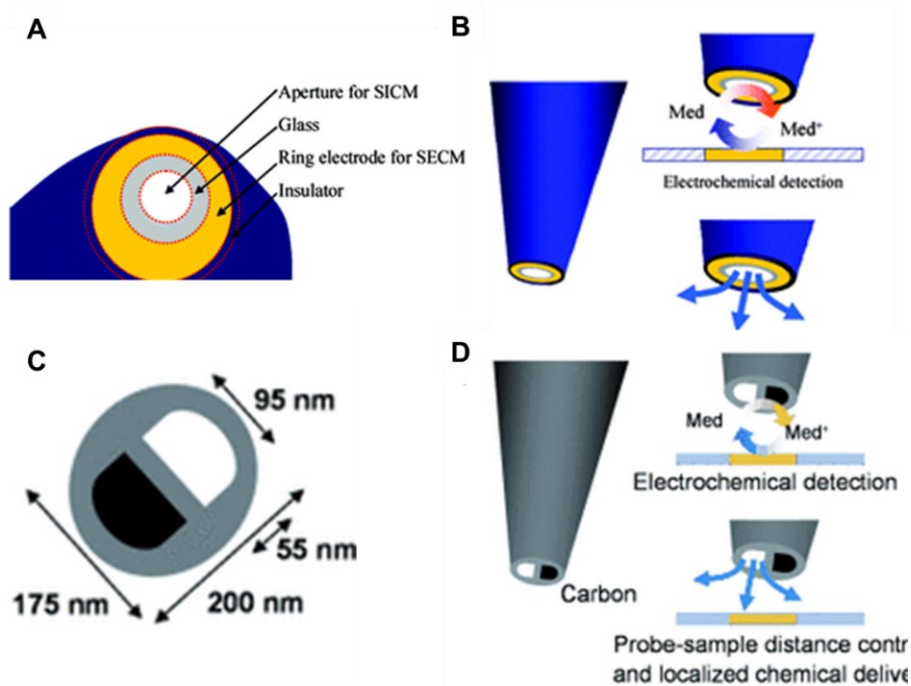 A
Aperture for SICM
Glass
Ring electrode for SECM
Insulator
B
Med
Med+
Electrochemical detection
C
95 nm
55 nm
175 nm
200 nm
D
Med
Med+
Electrochemical detection
Carbon
Probe-sample distance contr
and localized chemical delive